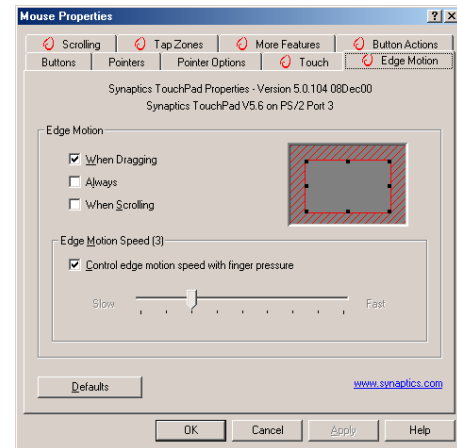 Mouse Properties
Scrolling Tap Zones More Features Button Actions
Buttons Pointers Pointer Options Touch Edge Motion
Synaptics TouchPad Properties - Version 5.0.104 08Dec00
Synaptics TouchPad V5.6 on PS/2 Port 3
Edge Motion
When Dragging
Always
When Scrolling
Edge Motion Speed (3)
Control edge motion speed with finger pressure
Slow Fast
Defaults www.synaptics.com
OK Cancel Apply Help